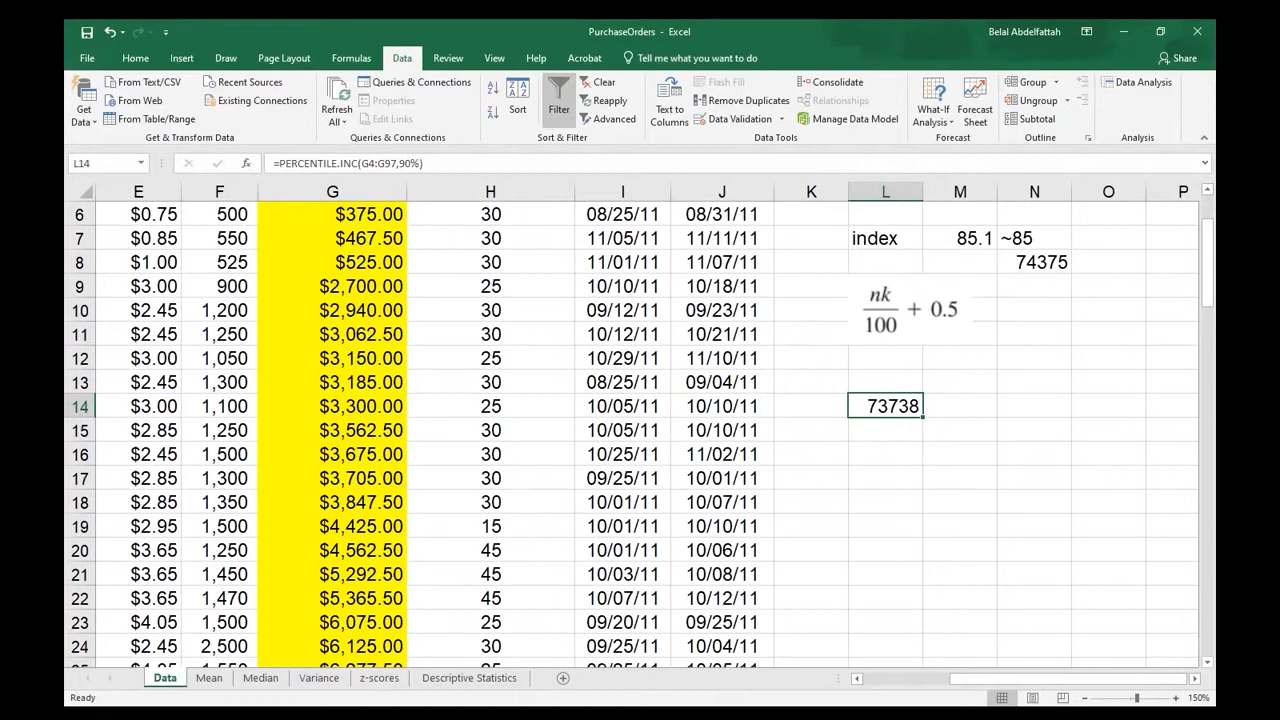 PurchaseOrders - Excel
Belal Abdelfattah
File Home Insert Draw Page Layout Formulas Data Review View Help Acrobat Tell me what you want to do Share
Get Data
From Text/CSV
From Web
From Table/Range
Recent Sources
Existing Connections
Get & Transform Data
Refresh All
Queries & Connections
Properties
Edit Links
Queries & Connections
Sort
Filter
Clear
Reapply
Advanced
Sort & Filter
Text to Columns
Flash Fill
Remove Duplicates
Data Validation
Consolidate
Relationships
Manage Data Model
Data Tools
What-If Analysis
Forecast Sheet
Forecast
Group
Ungroup
Subtotal
Outline
Data Analysis
Analysis
L14 fx =PERCENTILE.INC(G4:G97,90%)
E F G H I J K L M N O P
6 $0.75 500 $375.00 30 08/25/11 08/31/11
7 $0.85 550 $467.50 30 11/05/11 11/11/11 index 85.1 ~85
8 $1.00 525 $525.00 30 11/01/11 11/07/11 74375
9 $3.00 900 $2,700.00 25 10/10/11 10/18/11
10 $2.45 1,200 $2,940.00 30 09/12/11 09/23/11
nk
100
+ 0.5
11 $2.45 1,250 $3,062.50 30 10/12/11 10/21/11
12 $3.00 1,050 $3,150.00 25 10/29/11 11/10/11
13 $2.45 1,300 $3,185.00 30 08/25/11 09/04/11
14 $3.00 1,100 $3,300.00 25 10/05/11 10/10/11 73738
15 $2.85 1,250 $3,562.50 30 10/05/11 10/10/11
16 $2.45 1,500 $3,675.00 30 10/25/11 11/02/11
17 $2.85 1,300 $3,705.00 30 09/25/11 10/01/11
18 $2.85 1,350 $3,847.50 30 10/01/11 10/07/11
19 $2.95 1,500 $4,425.00 15 10/01/11 10/10/11
20 $3.65 1,250 $4,562.50 45 10/01/11 10/06/11
21 $3.65 1,450 $5,292.50 45 10/03/11 10/08/11
22 $3.65 1,470 $5,365.50 45 10/07/11 10/12/11
23 $4.05 1,500 $6,075.00 25 09/20/11 09/25/11
24 $2.45 2,500 $6,125.00 30 09/25/11 10/04/11
Data Mean Median Variance z-scores Descriptive Statistics
Ready 150%